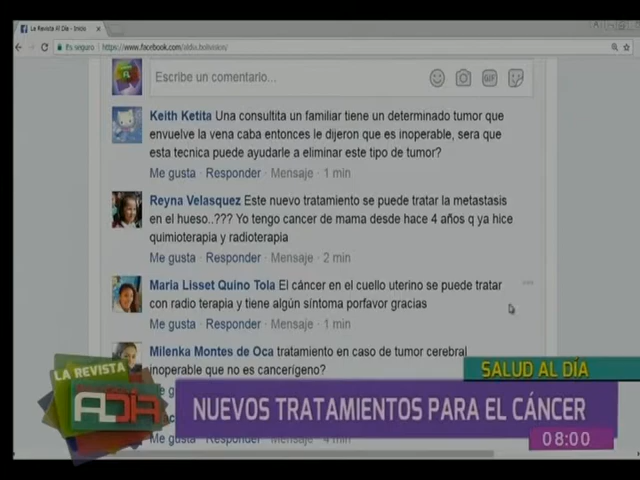 La Revista Al Día - Inicio
Es seguro
https://www.facebook.com/aldia.bolivision/
Escribe un comentario...
GIF
Keith Ketita Una consultita un familiar tiene un determinado tumor que
envuelve la vena caba entonces le dijeron que es inoperable, sera que
esta tecnica puede ayudarle a eliminar este tipo de tumor?
Me gusta · Responder · Mensaje · 1 min
Reyna Velasquez Este nuevo tratamiento se puede tratar la metastasis
en el hueso..??? Yo tengo cancer de mama desde hace 4 años q ya hice
quimioterapia y radioterapia
Me gusta · Responder · Mensaje · 2 min
Maria Lisset Quino Tola El cáncer en el cuello uterino se puede tratar
con radio terapia y tiene algún síntoma porfavor gracias
Me gusta · Responder · Mensaje · 1 min
Milenka Montes de Oca tratamiento en caso de tumor cerebral
inoperable que no es cancerígeno?
LA REVISTA
AL DÍA
SALUD AL DÍA
NUEVOS TRATAMIENTOS PARA EL CÁNCER
08:00